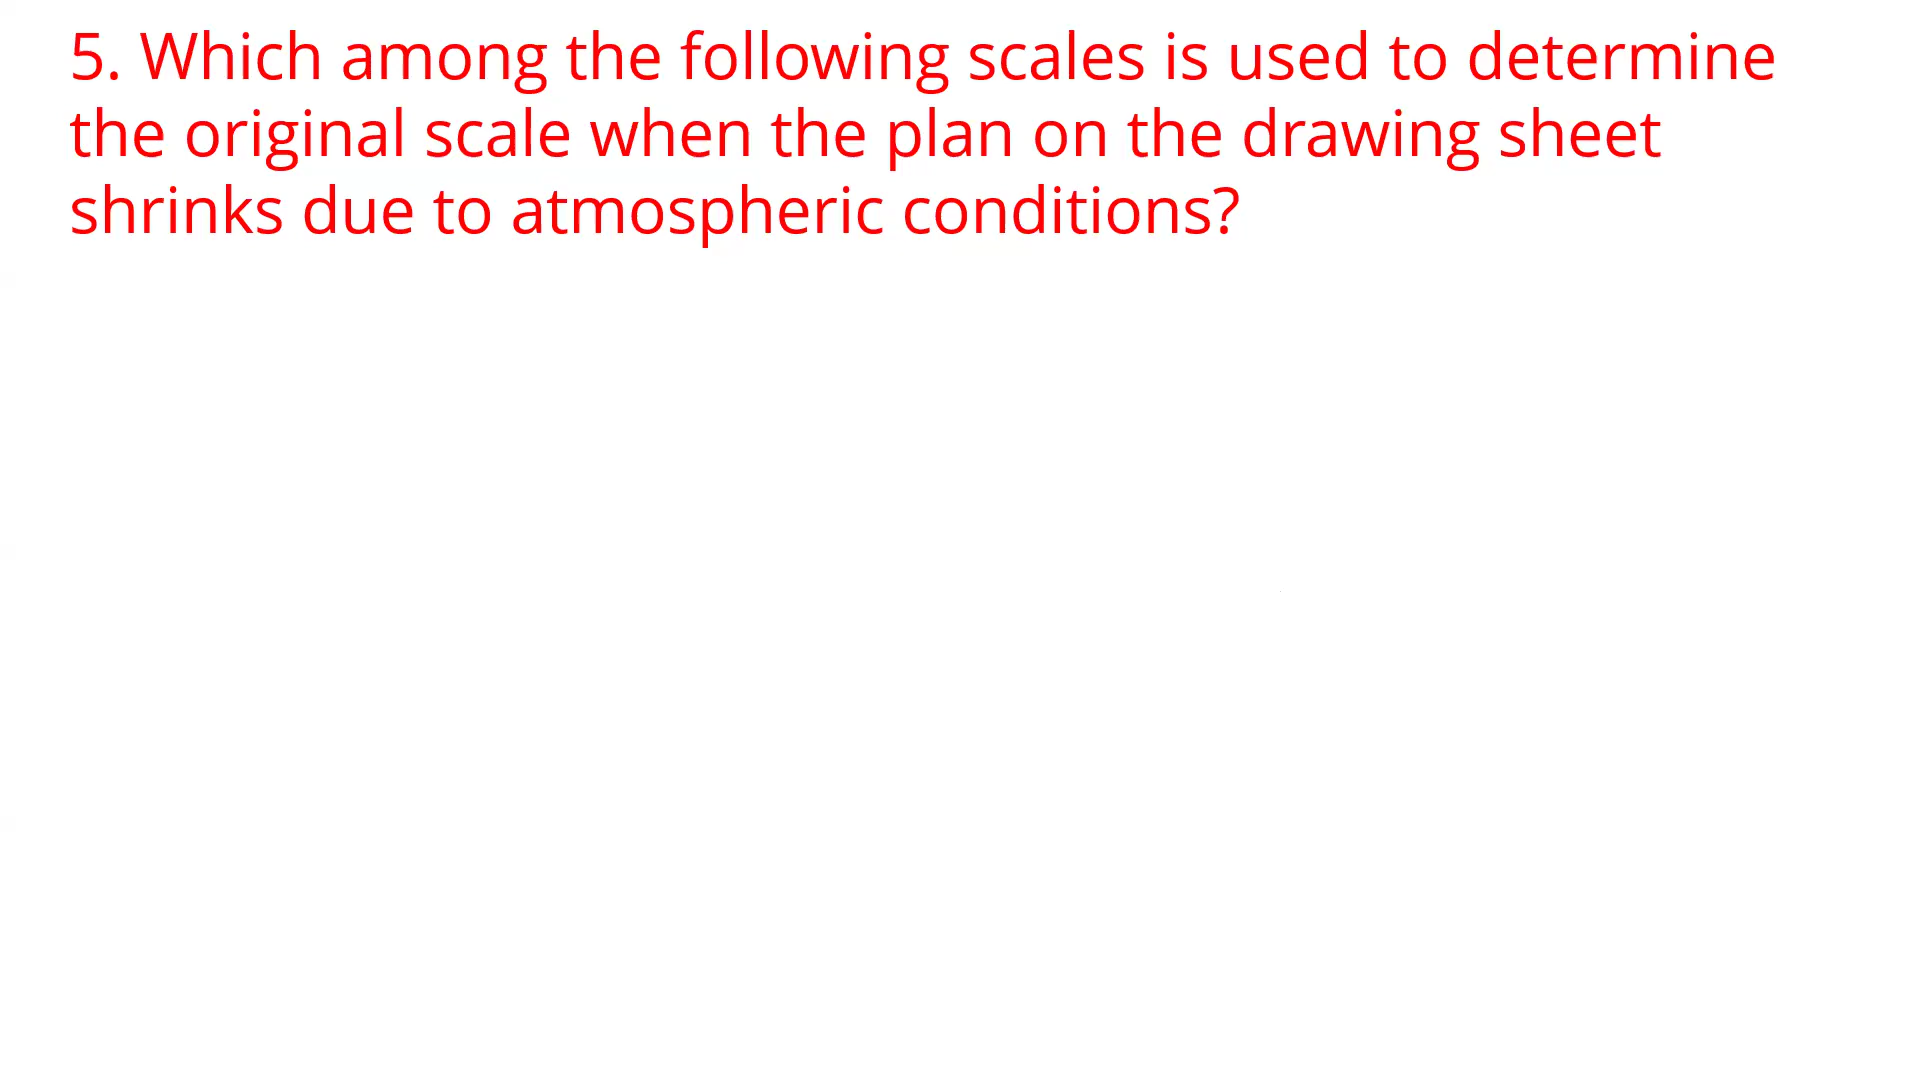 5. Which among the following scales is used to determine
the original scale when the plan on the drawing sheet
shrinks due to atmospheric conditions?